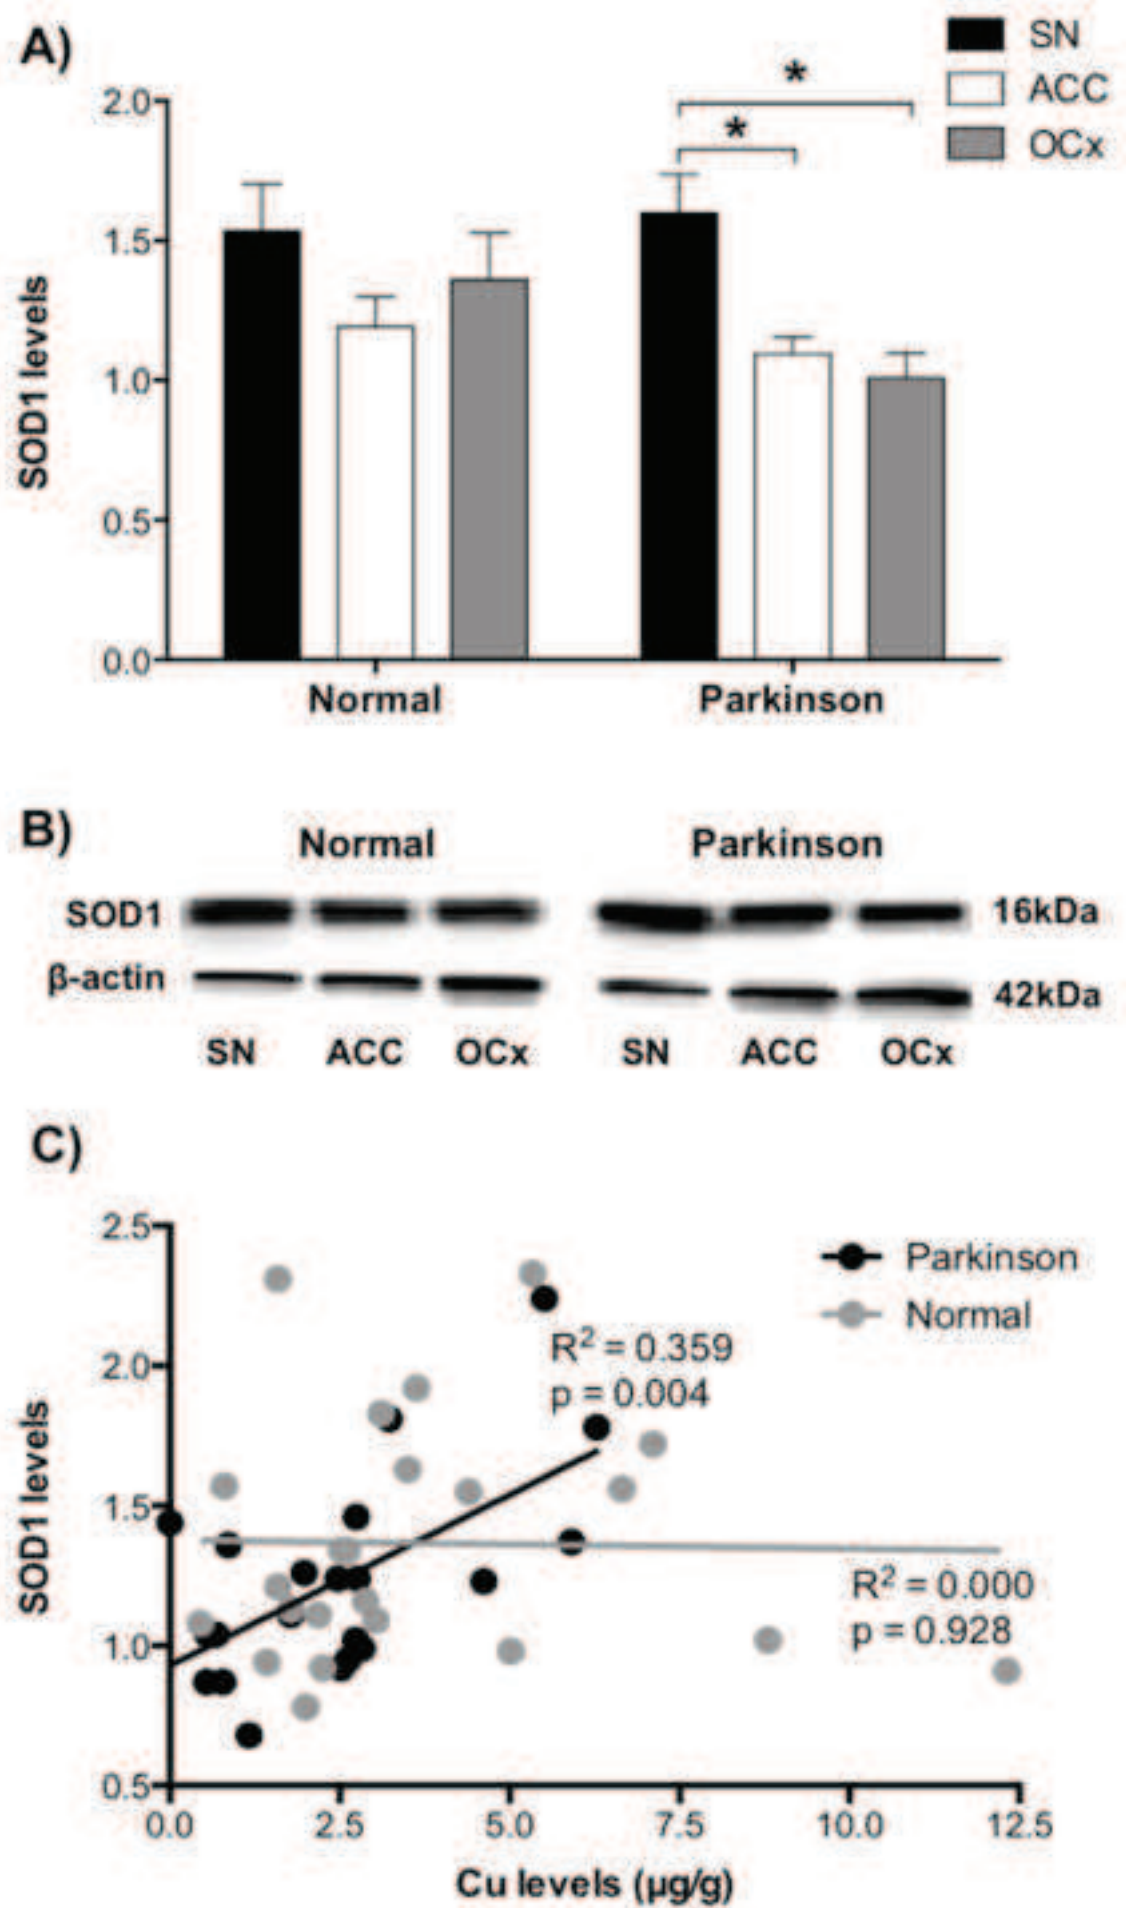 A)
SN
ACC
OCx
*
*
2.0
1.5
1.0
0.5
0.0
SOD1 levels
Normal Parkinson
B)
Normal Parkinson
SOD1 16kDa
β-actin 42kDa
SN ACC OCx SN ACC OCx
C)
Parkinson
Normal
2.5
2.0
1.5
1.0
0.5
SOD1 levels
R² = 0.359
p = 0.004
R² = 0.000
p = 0.928
0.0 2.5 5.0 7.5 10.0 12.5
Cu levels (µg/g)